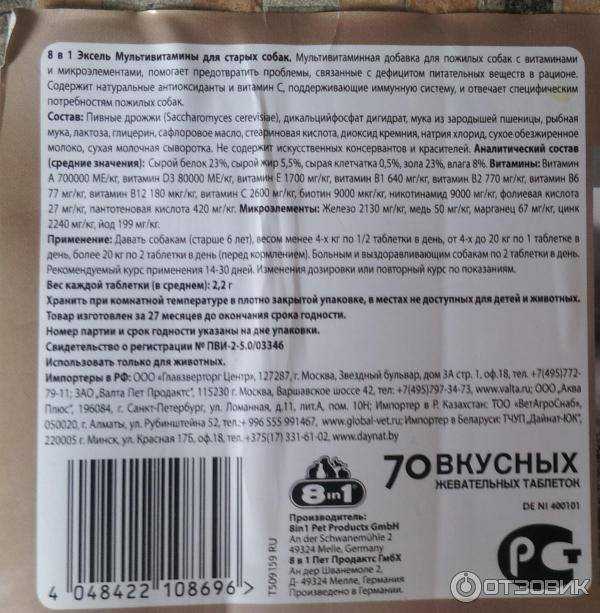 8 в 1 Эксель Мультивитамины для старых собак. Мультивитаминная добавка для пожилых собак с витаминами
и микроэлементами, помогает предотвратить проблемы, связанные с дефицитом питательных веществ в рационе.
Содержит натуральные антиоксиданты и витамин С, поддерживающие иммунную систему, и отвечает специфическим
потребностям пожилых собак.
Состав: Пивные дрожжи (Saccharomyces cerevisiae), дикальцийфосфат дигидрат, мука из зародышей пшеницы, рыбная
мука, лактоза, глицерин, сафлоровое масло, стеариновая кислота, диоксид кремния, натрия хлорид, сухое обезжиренное
молоко, сухая молочная сыворотка. Не содержит искусственных консервантов и красителей. Аналитический состав
(средние значения): Сырой белок 23%, сырой жир 5,5%, сырая клетчатка 0,5%, зола 23%, влага 8%. Витамины: Витамин
А 700000 МЕ/кг, витамин D3 80000 МЕ/кг, витамин Е 1700 мг/кг, витамин В1 640 мг/кг, витамин В2 770 мг/кг, витамин В6
77 мг/кг, витамин В12 180 мкг/кг, витамин С 2600 мг/кг, биотин 9000 мкг/кг, никотинамид 9000 мг/кг, фолиевая кислота
27 мг/кг, пантотеновая кислота 420 мг/кг. Микроэлементы: Железо 2130 мг/кг, медь 50 мг/кг, марганец 67 мг/кг, цинк
2240 мг/кг, йод 199 мг/кг.
Применение: Давать собакам (старше 6 лет), весом менее 4-х кг по 1/2 таблетки в день, от 4-х до 20 кг по 1 таблетке
в день, более 20 кг по 2 таблетки в день (перед кормлением). Больным и выздоравливающим собакам по 2 таблетки в день.
Рекомендуемый курс применения 14-30 дней. Изменения дозировки или повторный курс по показаниям.
Вес каждой таблетки (в среднем): 2,2 г
Хранить при комнатной температуре в плотно закрытой упаковке, в местах не доступных для детей и животных.
Товар изготовлен за 27 месяцев до окончания срока годности.
Номер партии и срок годности указаны на дне упаковки.
Свидетельство о регистрации № ПВИ-2-5.0/03346
Использовать только для животных.
Импортеры в РФ: ООО «Главзверторг Центр», 127287, г. Москва, Звездный бульвар, дом 3А стр. 1, оф.18, тел. +7(495)772-
79-11; ЗАО „Валта Пет Продактс", 115230 г. Москва, Варшавское шоссе 42, тел. +7(495)797-34-73, www.valta.ru, ООО „Аква
Плюс", 196084, г. Санкт-Петербург, ул. Ломаная, д.11, лит.А, пом. 10Н; Импортер в Р. Казахстан: ТОО «ВетАгроСнаб»,
050020, г. Алматы, ул. Рубинштейна 52, тел.+ 996 555 991467, www.global-vet.ru; Импортер в Беларуси: ТЧУП „Дайнат-ЮК",
220005 г. Минск, ул. Красная 17Б, оф.18, тел. +375(17) 331-61-02. www.daynat.by
70 ВКУСНЫХ
ЖЕВАТЕЛЬНЫХ ТАБЛЕТОК
DE NI 400101
8in1
Производитель:
8in1 Pet Products GmbH
An der Schwanemühle 2
49324 Melle, Germany
8 в 1 Пет Продактс ГмбХ
Ан дер Шванемоле 2,
Д- 49324 Мелле, Германия
Произведено в Германии
T509159 RU
4 048422 108696
РСТ
ОТЗОВИК